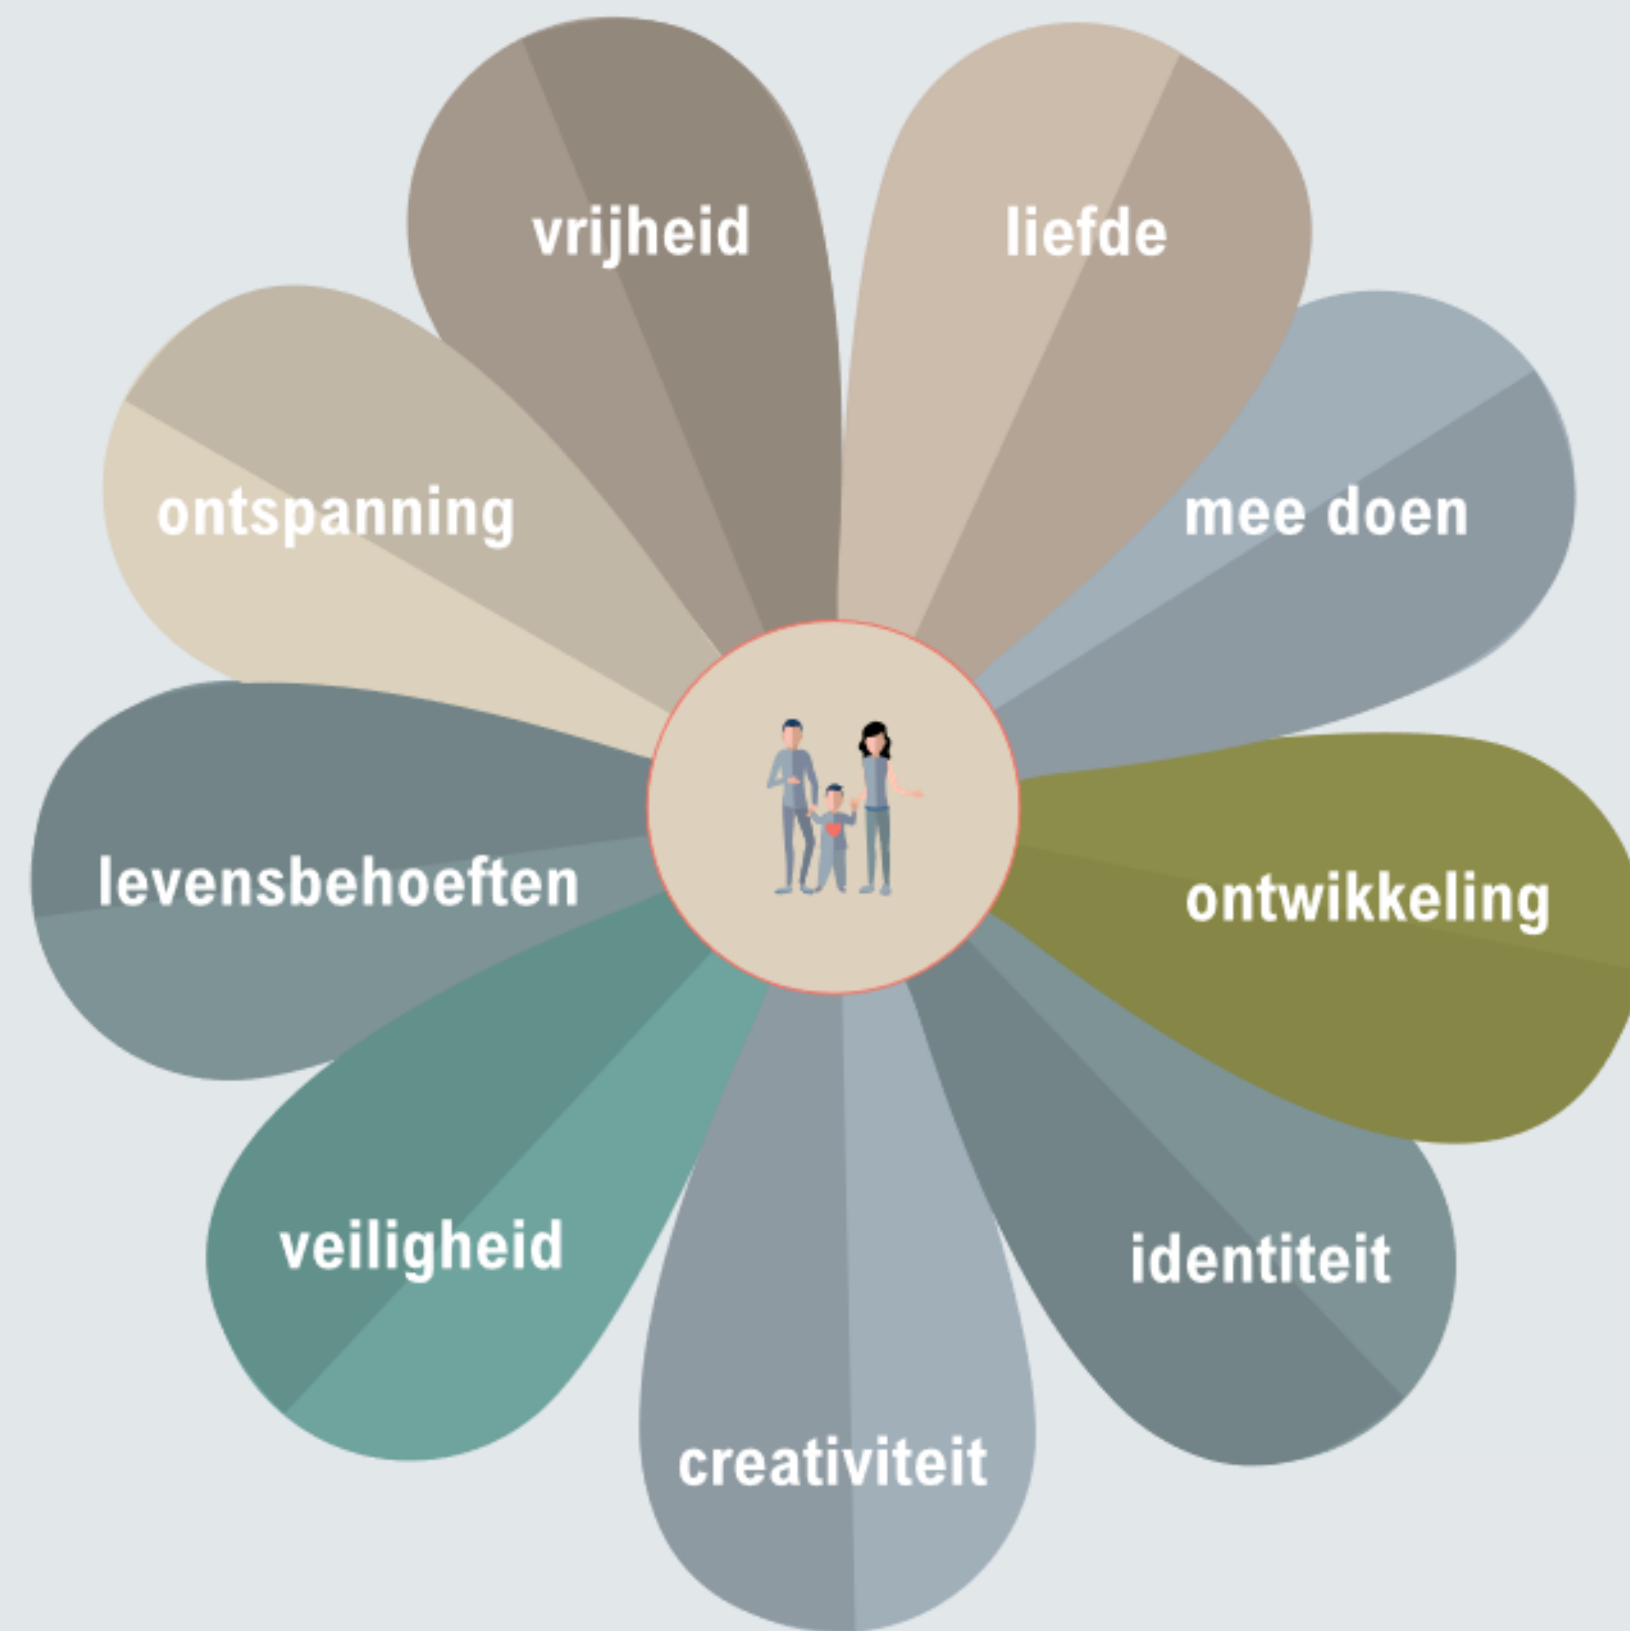 vrijheid
liefde
ontspanning
mee doen
levensbehoeften
ontwikkeling
veiligheid
identiteit
creativiteit